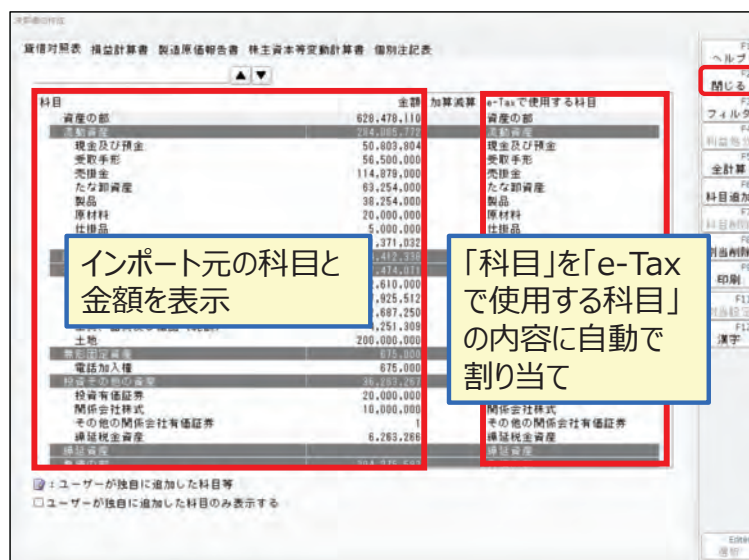 決算書の作成
貸借対照表 損益計算書 製造原価報告書 株主資本等変動計算書 個別注記表
▲ ▼
科目 金額 加算減算 e-Taxで使用する科目
資産の部 628,478,110 資産の部
流動資産 流動資産
現金及び預金 50,803,804 現金及び預金
受取手形 56,500,000 受取手形
売掛金 114,879,000 売掛金
たな卸資産 63,254,000 たな卸資産
製品 38,254,000 製品
原材料 20,000,000 原材料
仕掛品 5,000,000 仕掛品
,371,032
,610,000
,925,512
,687,250
,251,309
土地 200,000,000
無形固定資産 675,000
電話加入権 675,000
投資その他の資産 36,263,267
投資有価証券 20,000,000
関係会社株式 10,000,000 関係会社株式
その他の関係会社有価証券 1 その他の関係会社有価証券
繰延税金資産 6,263,266 繰延税金資産
繰延資産 繰延資産
インポート元の科目と
金額を表示
「科目」を「e-Tax
で使用する科目」
の内容に自動で
割り当て
：ユーザーが独自に追加した科目等
□ユーザーが独自に追加した科目のみ表示する
ヘルプ
閉じる
フィルタ
全計算
科目追加
科目削除
割当削除
印刷
漢字